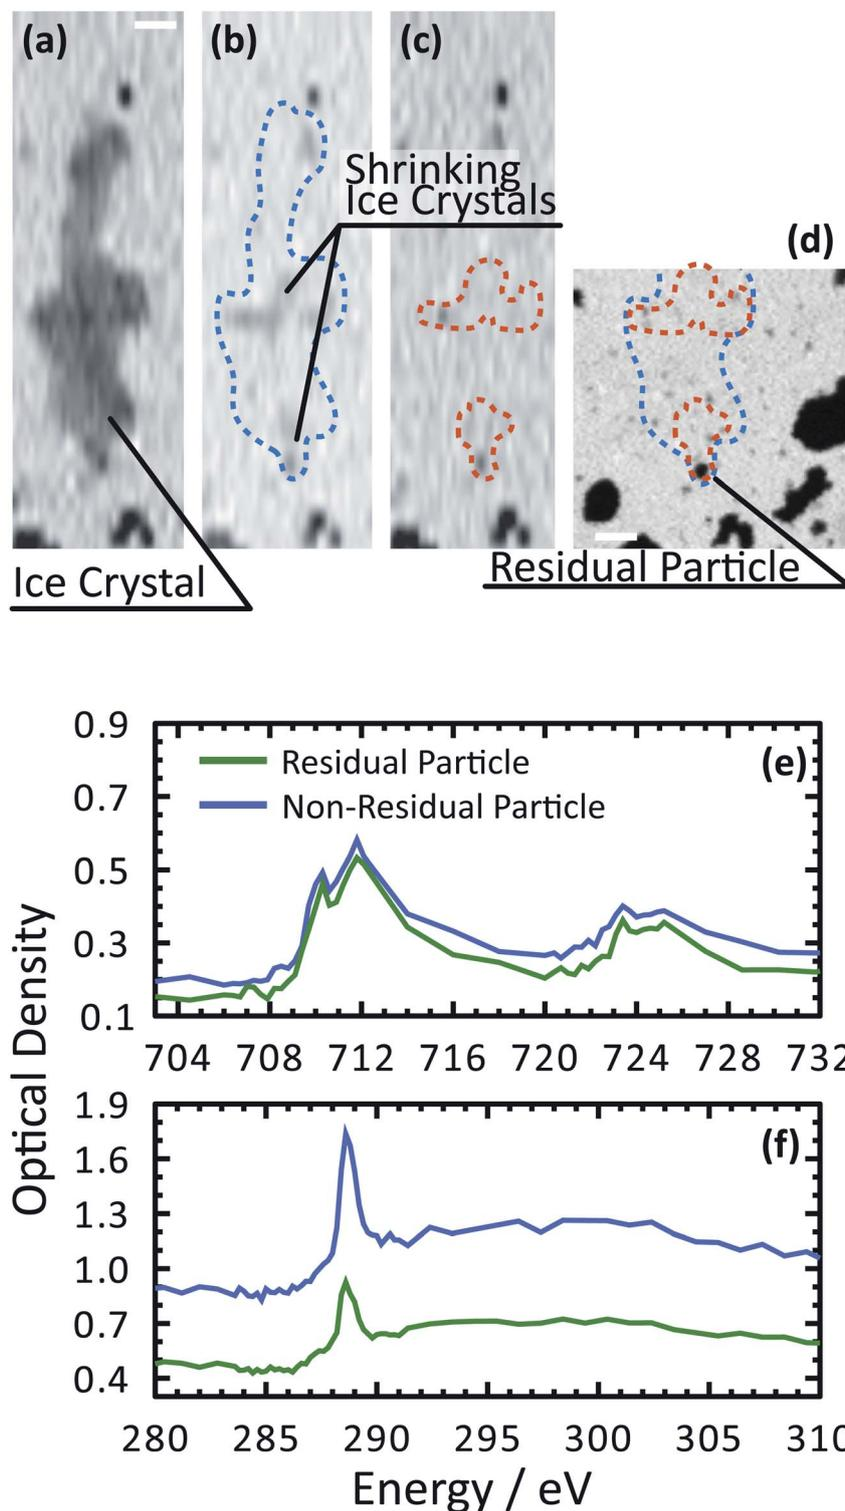 (a)
(b)
(c)
Shrinking
Ice Crystals
(d)
Ice Crystal
Residual Particle
0.9
0.7
0.5
0.3
0.1
Residual Particle
Non-Residual Particle
(e)
704 708 712 716 720 724 728 732
Optical Density
1.9
1.6
1.3
1.0
0.7
0.4
(f)
280 285 290 295 300 305 310
Energy / eV